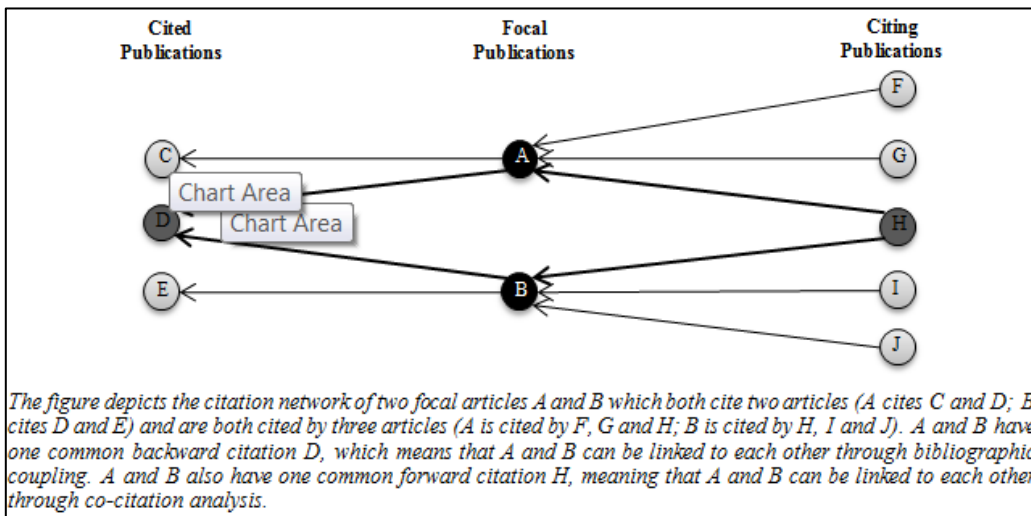 Cited
Publications
Focal
Publications
Citing
Publications
F
C
A
G
Chart Area
D
Chart Area
H
E
B
I
J
The figure depicts the citation network of two focal articles A and B which both cite two articles (A cites C and D; B
cites D and E) and are both cited by three articles (A is cited by F, G and H; B is cited by H, I and J). A and B have
one common backward citation D, which means that A and B can be linked to each other through bibliographic
coupling. A and B also have one common forward citation H, meaning that A and B can be linked to each other
through co-citation analysis.